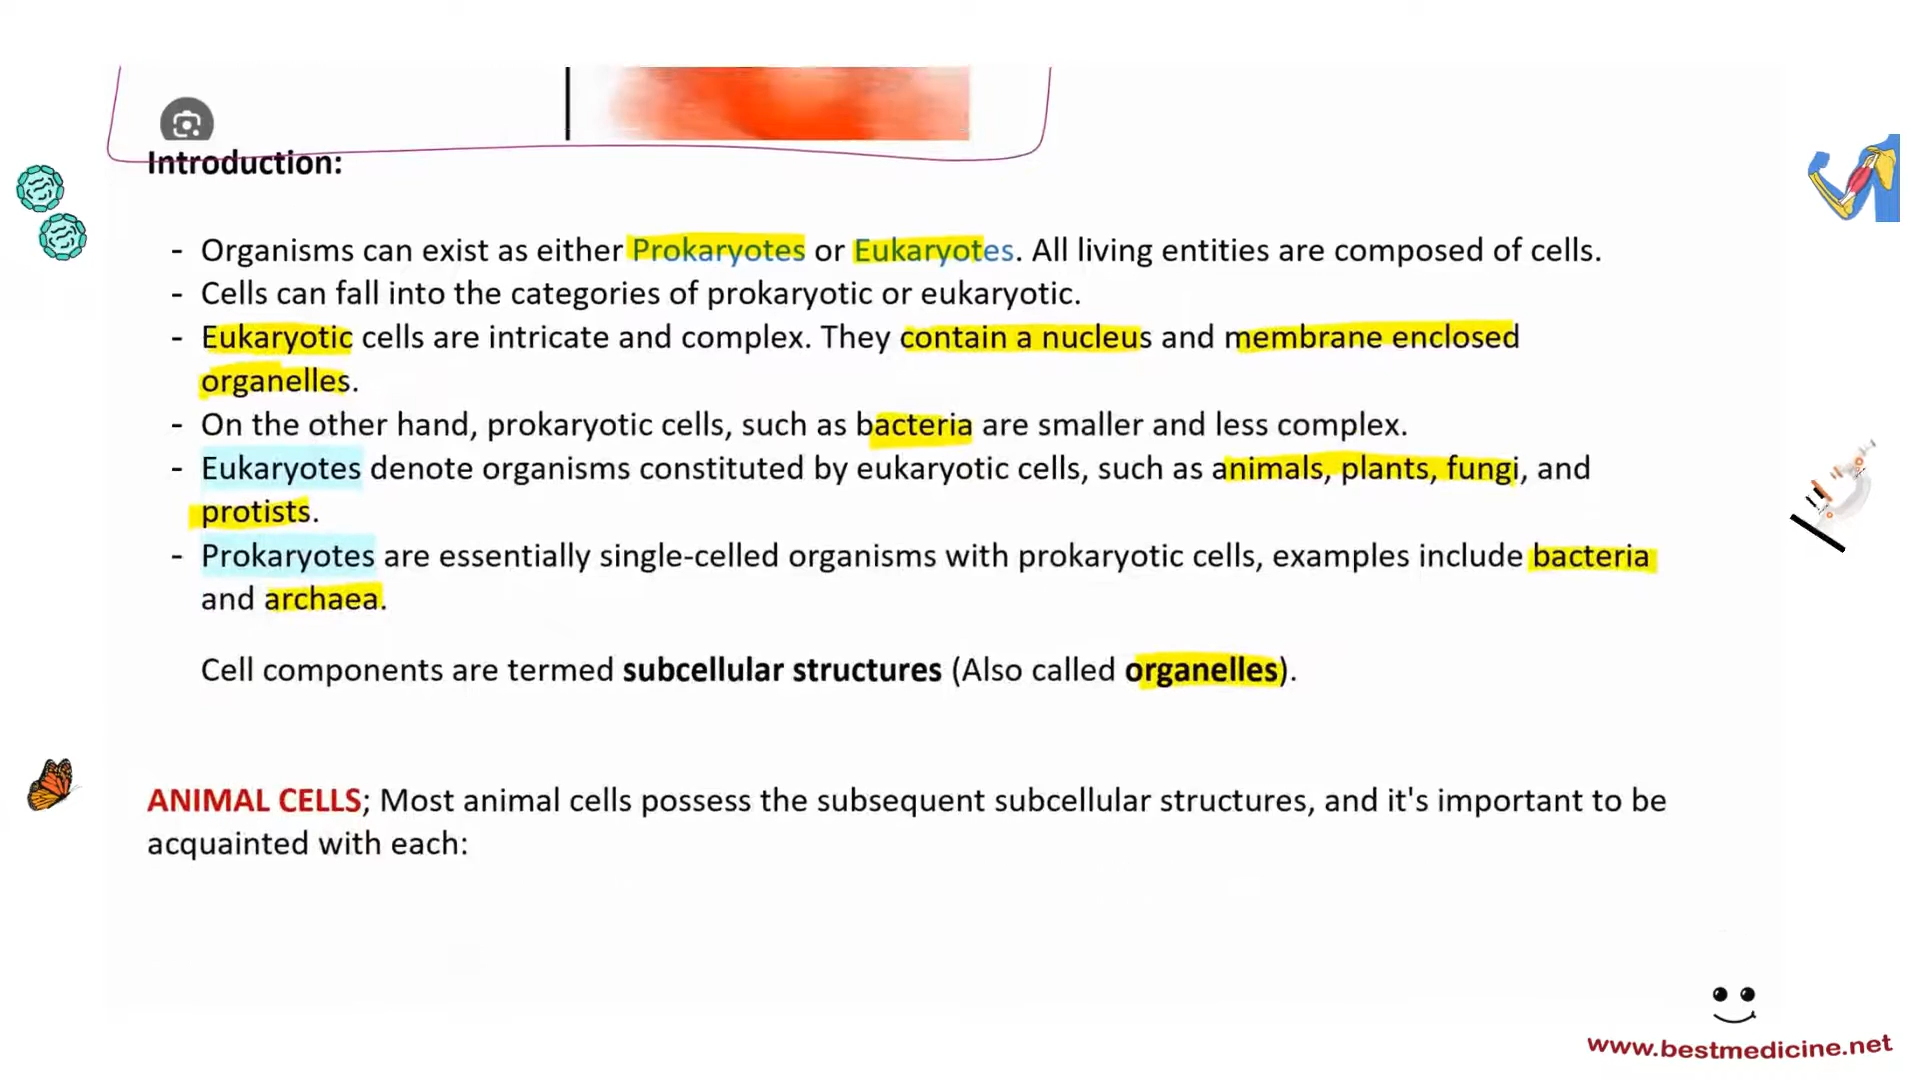 Introduction:
- Organisms can exist as either Prokaryotes or Eukaryotes. All living entities are composed of cells.
- Cells can fall into the categories of prokaryotic or eukaryotic.
- Eukaryotic cells are intricate and complex. They contain a nucleus and membrane enclosed
organelles.
- On the other hand, prokaryotic cells, such as bacteria are smaller and less complex.
- Eukaryotes denote organisms constituted by eukaryotic cells, such as animals, plants, fungi, and
protists.
- Prokaryotes are essentially single-celled organisms with prokaryotic cells, examples include bacteria
and archaea.
Cell components are termed subcellular structures (Also called organelles).
ANIMAL CELLS; Most animal cells possess the subsequent subcellular structures, and it's important to be
acquainted with each:
www.bestmedicine.net